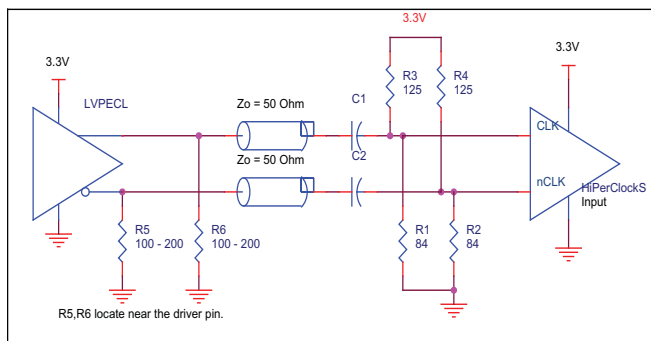 3.3V
3.3V
3.3V
LVPECL
R3
125
R4
125
Zo = 50 Ohm
C1
CLK
Zo = 50 Ohm
C2
nCLK
HiPerClockS
Input
R5
100 - 200
R6
100 - 200
R1
84
R2
84
R5,R6 locate near the driver pin.